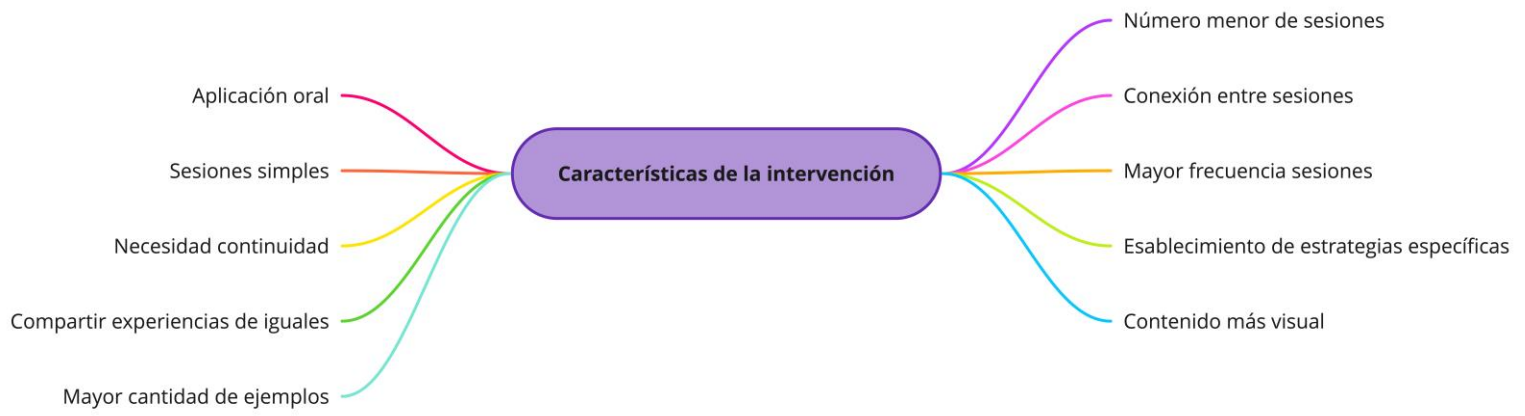 Aplicación oral
Sesiones simples
Necesidad continuidad
Compartir experiencias de iguales
Mayor cantidad de ejemplos
Características de la intervención
Número menor de sesiones
Conexión entre sesiones
Mayor frecuencia sesiones
Esablecimiento de estrategias específicas
Contenido más visual